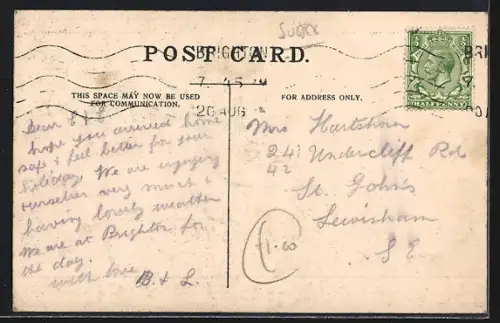 SUSSEX
POST CARD.
BRIGHTON
7.45 PM
26 AUG
THIS SPACE MAY NOW BE USED
FOR COMMUNICATION.
FOR ADDRESS ONLY.
HALFPENNY
Dear
hope you arrived home
safe & feel better for your
holiday. We are enjoying
ourselves very much &
having lovely weather
We are at Brighton for
the day.
with love
B. & L.
Mrs Hartshorn
24 Undercliff Rd
42
St. John's
Lewisham
S E
1.00